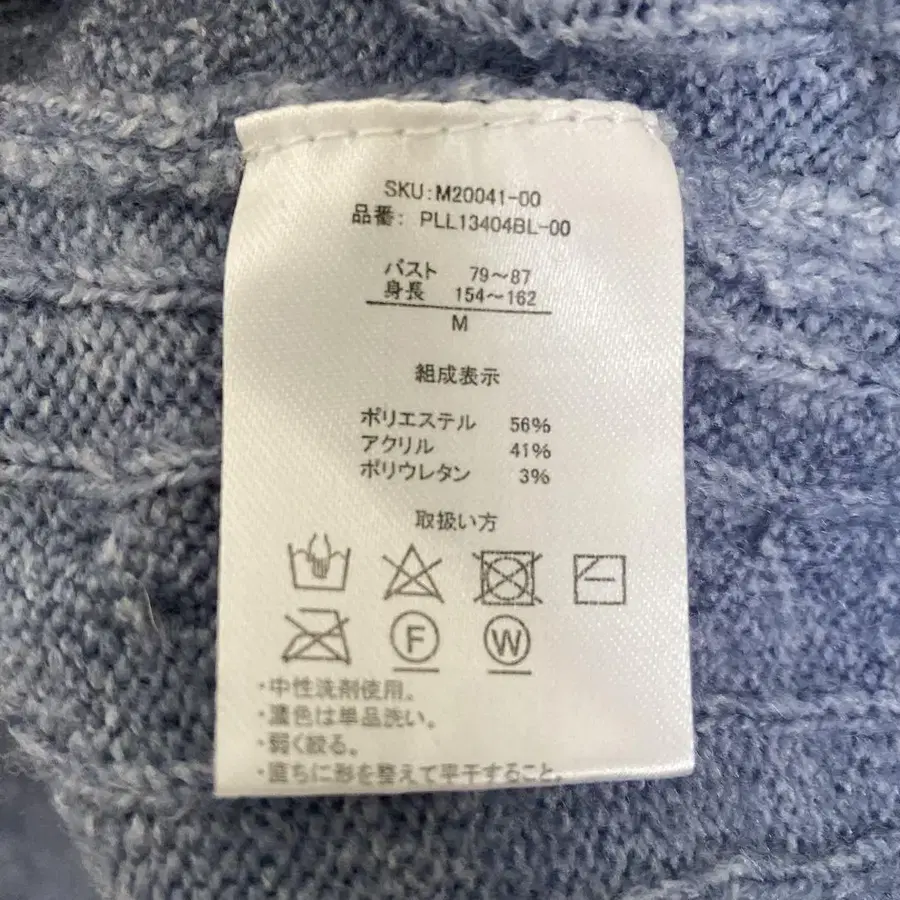 SKU:M20041-00
品番: PLL13404BL-00
バスト 79～87
身長 154～162
M
組成表示
ポリエステル 56%
アクリル 41%
ポリウレタン 3%
取扱い方
F W
・中性洗剤使用。
・濃色は単品洗い。
・弱く絞る。
・直ちに形を整えて平干すること。